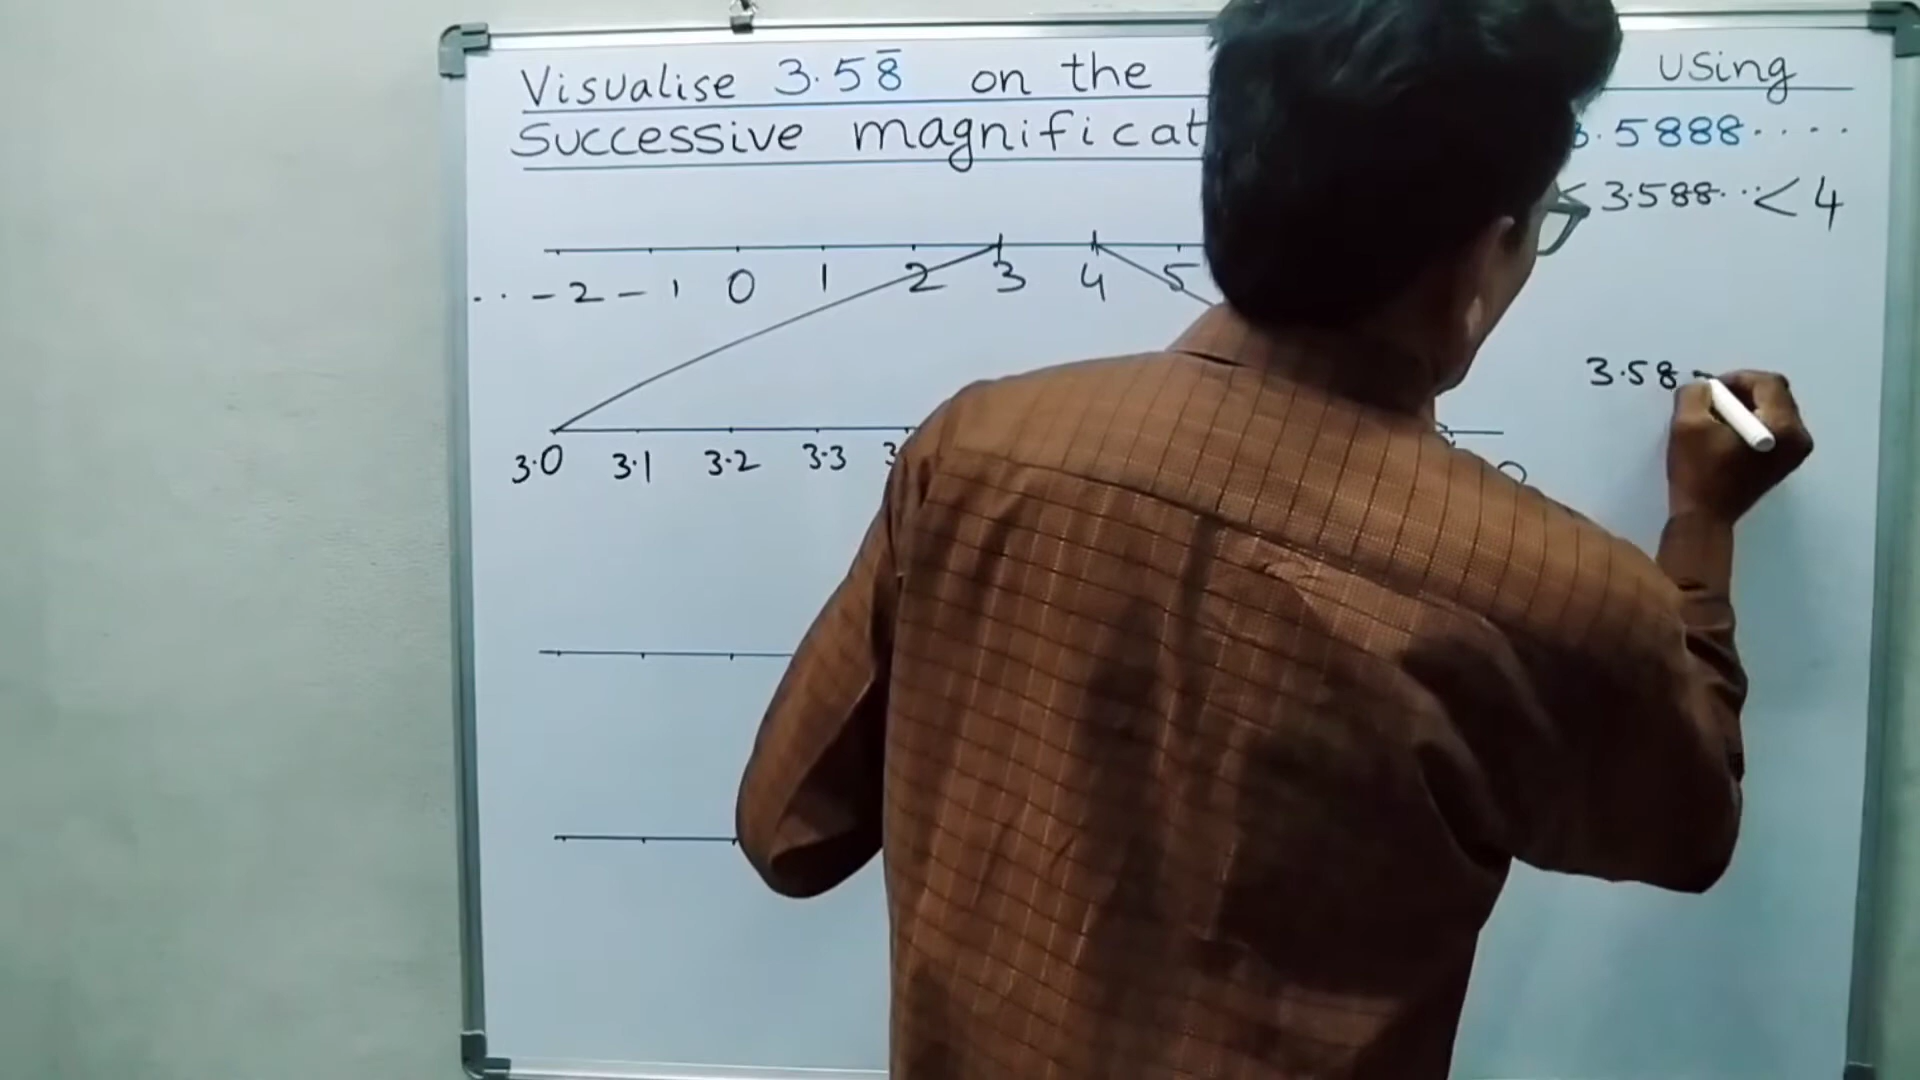 Visualise 3.58̅ on the using
Successive magnificat 3.5888....
< 3.588... < 4
.. -2 -1 0 1 2 3 4 5
3.58
3.0 3.1 3.2 3.3 3